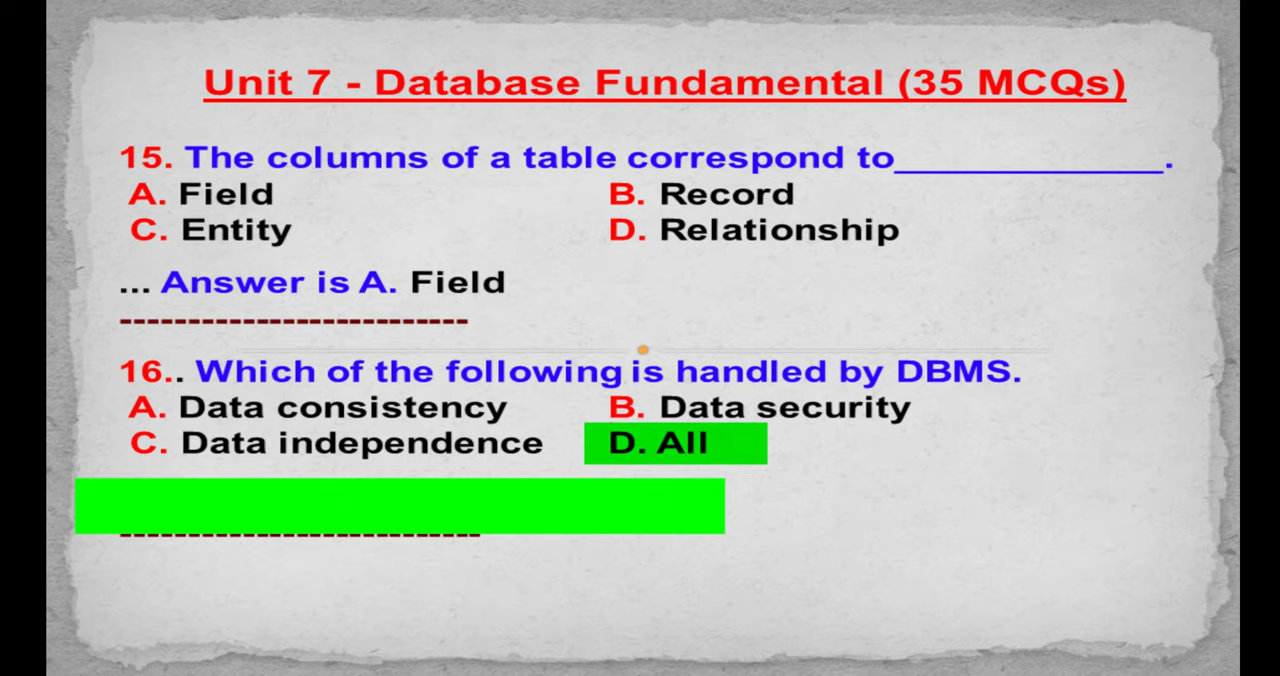 Unit 7 - Database Fundamental (35 MCQs)
15. The columns of a table correspond to_______________.
A. Field B. Record
C. Entity D. Relationship
... Answer is A. Field
--------------------------
16.. Which of the following is handled by DBMS.
A. Data consistency B. Data security
C. Data independence D. All
---------------------------